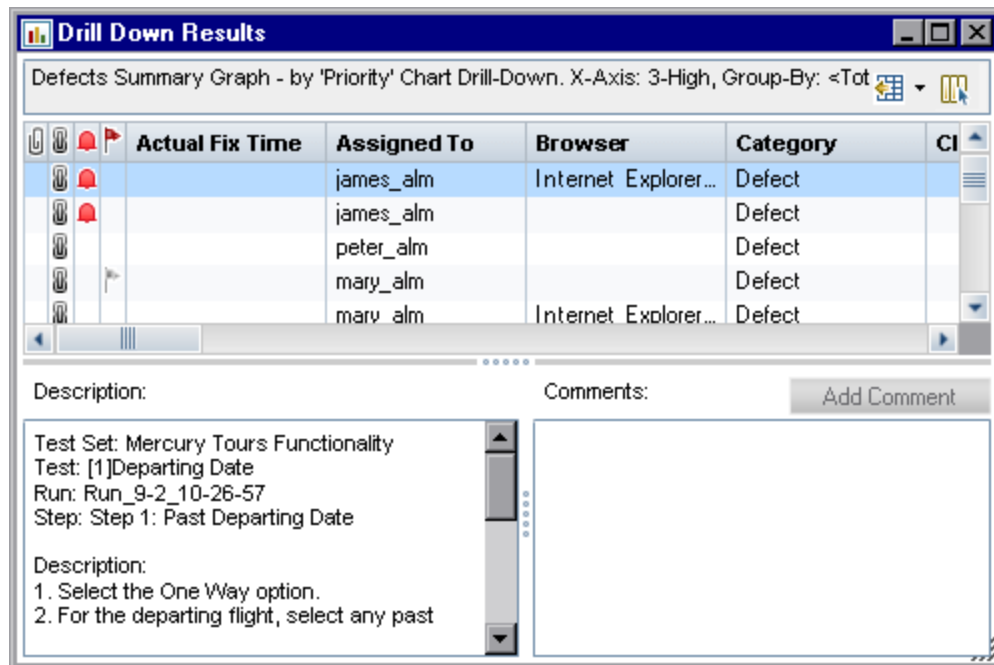 Drill Down Results
Defects Summary Graph - by 'Priority' Chart Drill-Down. X-Axis: 3-High, Group-By: <Tot
Actual Fix Time Assigned To Browser Category Cl
james_alm Internet Explorer... Defect
james_alm Defect
peter_alm Defect
mary_alm Defect
mary_alm Internet Explorer... Defect
Description: Comments: Add Comment
Test Set: Mercury Tours Functionality
Test: [1]Departing Date
Run: Run_9-2_10-26-57
Step: Step 1: Past Departing Date
Description:
1. Select the One Way option.
2. For the departing flight, select any past